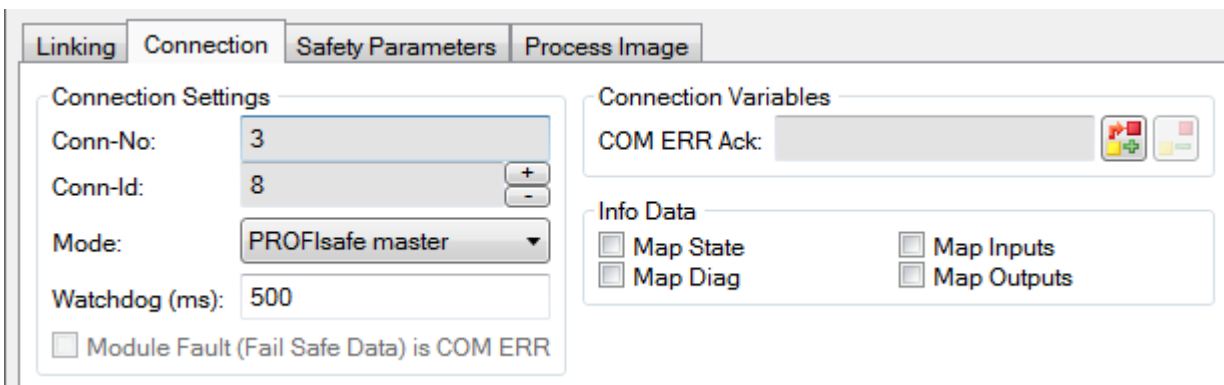 Linking Connection Safety Parameters Process Image
Connection Settings
Conn-No: 3
Conn-Id: 8
+
-
Mode: PROFIsafe master
Watchdog (ms): 500
Module Fault (Fail Safe Data) is COM ERR
Connection Variables
COM ERR Ack:
Info Data
Map State Map Inputs
Map Diag Map Outputs